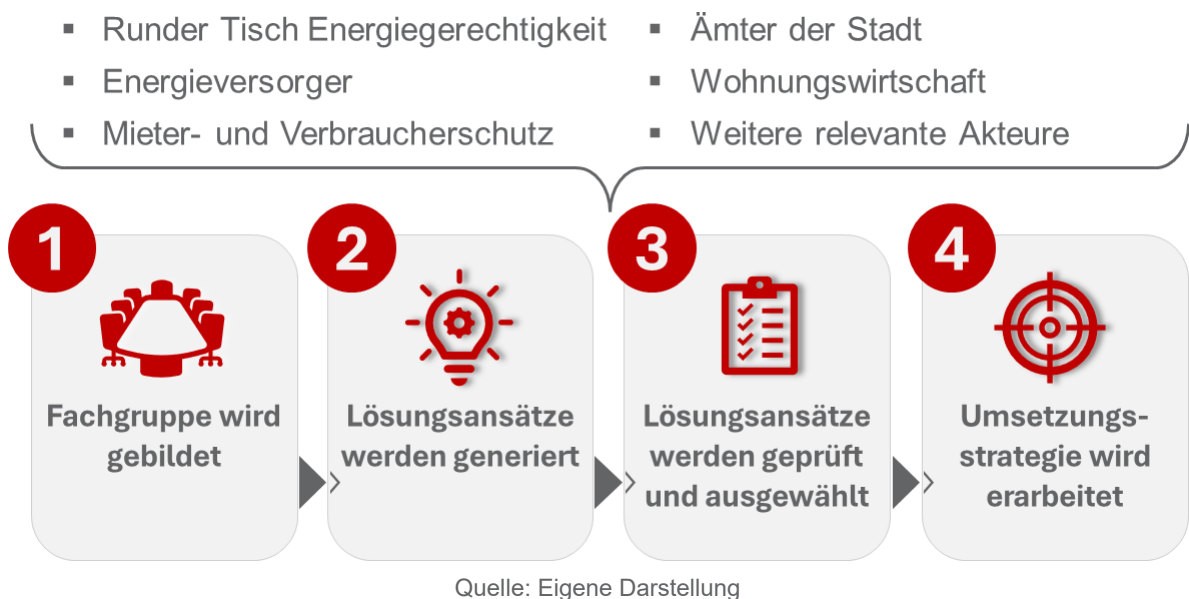 ▪ Runder Tisch Energiegerechtigkeit
▪ Energieversorger
▪ Mieter- und Verbraucherschutz
▪ Ämter der Stadt
▪ Wohnungswirtschaft
▪ Weitere relevante Akteure
1
Fachgruppe wird
gebildet
2
Lösungsansätze
werden generiert
3
Lösungsansätze
werden geprüft
und ausgewählt
4
Umsetzungs-
strategie wird
erarbeitet
Quelle: Eigene Darstellung